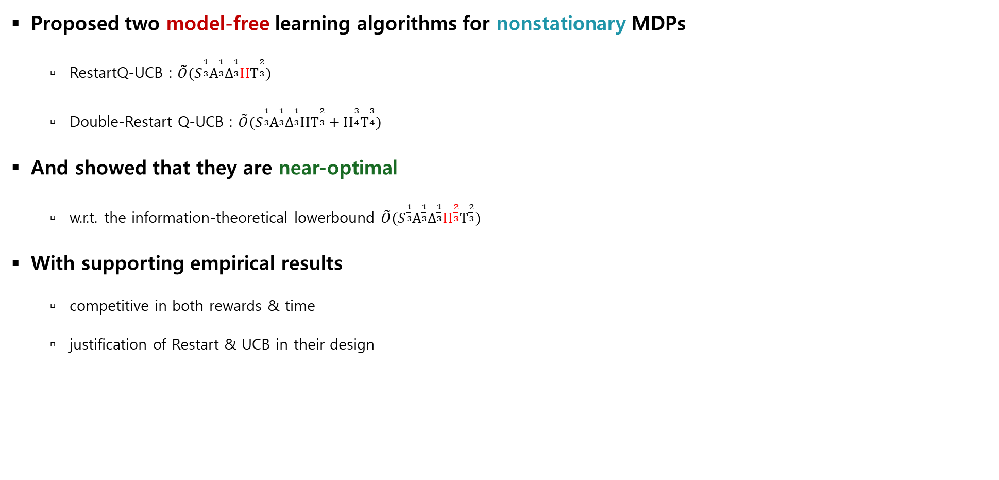 ▪ Proposed two model-free learning algorithms for nonstationary MDPs
▫ RestartQ-UCB : Õ(S^{1/3}A^{1/3}Δ^{1/3}HT^{2/3})
▫ Double-Restart Q-UCB : Õ(S^{1/3}A^{1/3}Δ^{1/3}HT^{2/3} + H^{3/4}T^{3/4})
▪ And showed that they are near-optimal
▫ w.r.t. the information-theoretical lowerbound Õ(S^{1/3}A^{1/3}Δ^{1/3}H^{2/3}T^{2/3})
▪ With supporting empirical results
▫ competitive in both rewards & time
▫ justification of Restart & UCB in their design